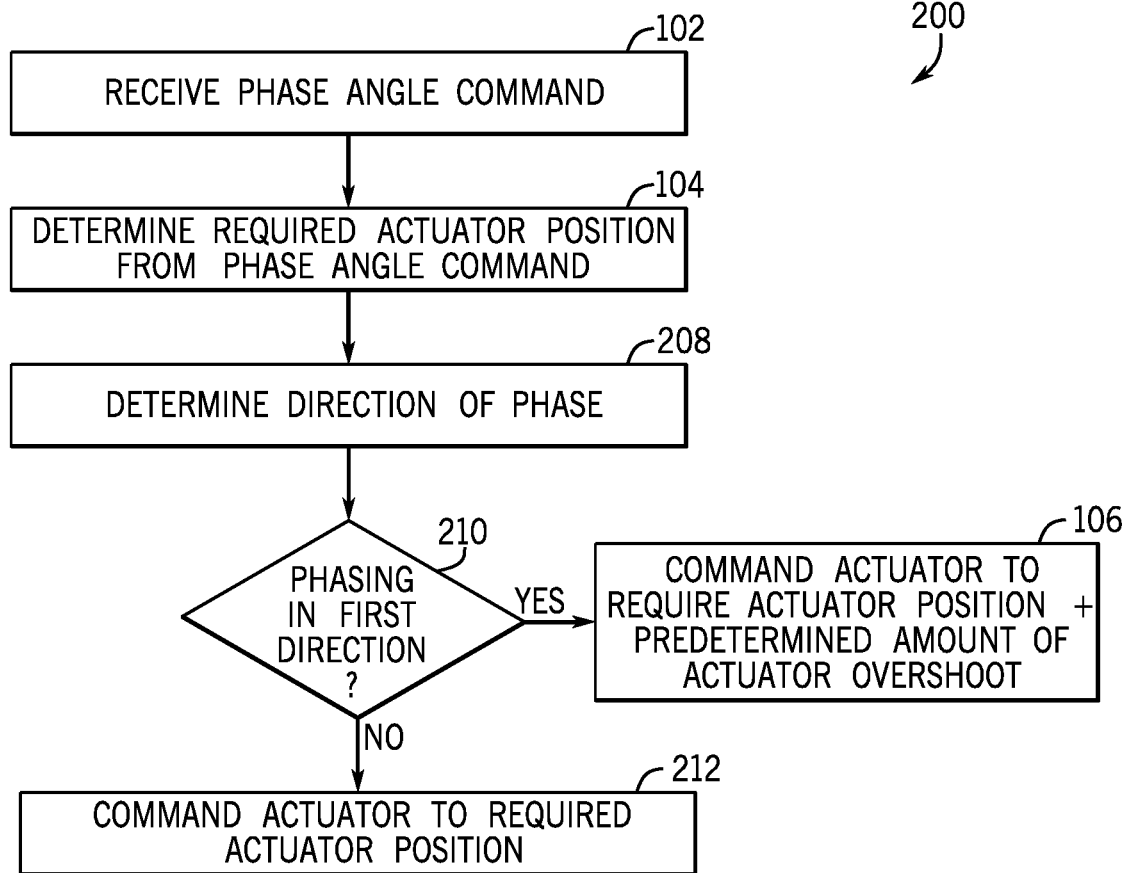 200
102
RECEIVE PHASE ANGLE COMMAND
104
DETERMINE REQUIRED ACTUATOR POSITION
FROM PHASE ANGLE COMMAND
208
DETERMINE DIRECTION OF PHASE
210
PHASING
IN FIRST
DIRECTION
?
YES
106
COMMAND ACTUATOR TO
REQUIRE ACTUATOR POSITION +
PREDETERMINED AMOUNT OF
ACTUATOR OVERSHOOT
NO
212
COMMAND ACTUATOR TO REQUIRED
ACTUATOR POSITION